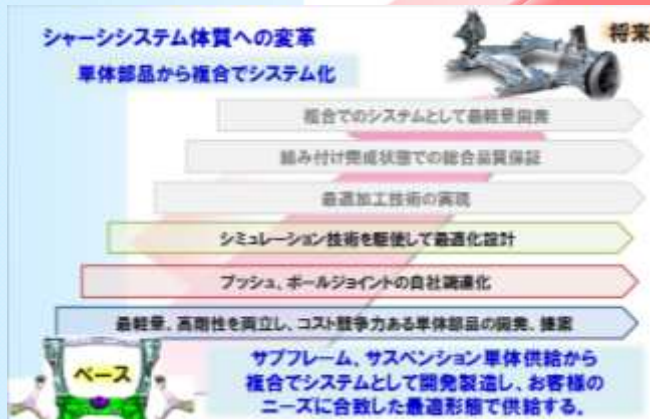 シャーシシステム体質への変革
将来
単体部品から複合でシステム化
複合でのシステムとして最軽量開発
組み付け完成状態での総合品質保証
最適加工技術の実現
シミュレーション技術を駆使して最適化設計
ブッシュ、ボールジョイントの自社調達化
最軽量、高剛性を両立し、コスト競争力ある単体部品の開発、提案
ベース
サブフレーム、サスペンション単体供給から
複合でシステムとして開発製造し、お客様の
ニーズに合致した最適形態で供給する。